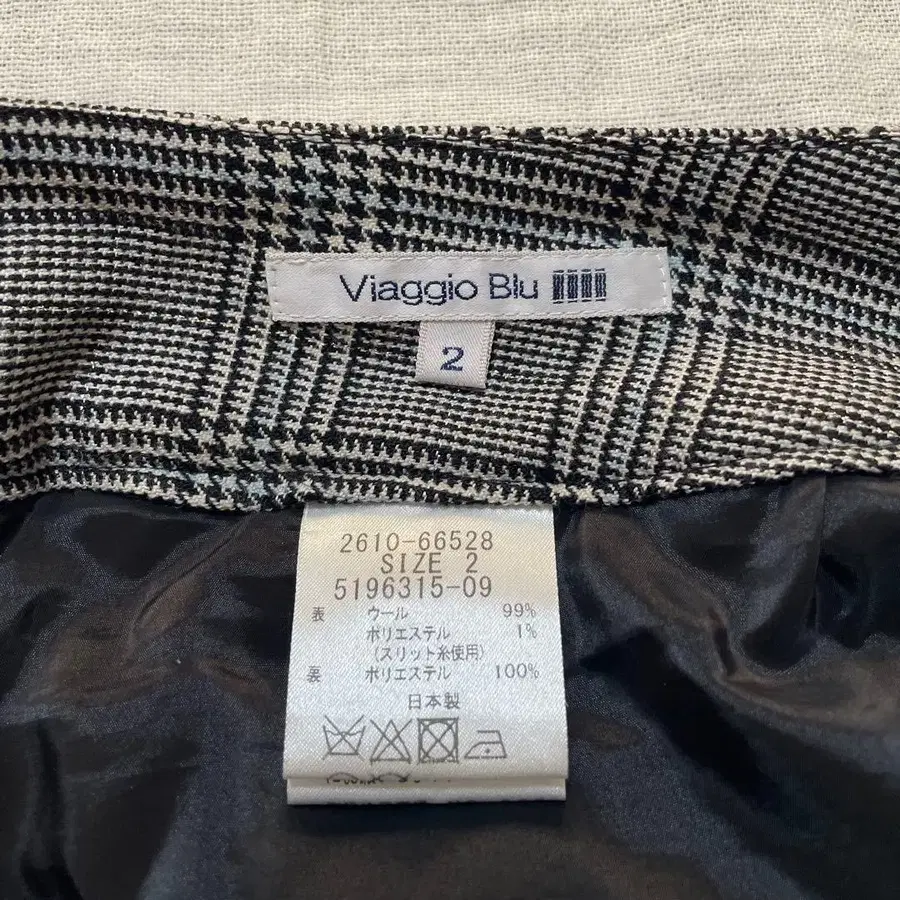 Viaggio Blu
2
2610-66528
SIZE 2
5196315-09
表 ウール 99%
ポリエステル 1%
(スリット糸使用)
裏 ポリエステル 100%
日本製